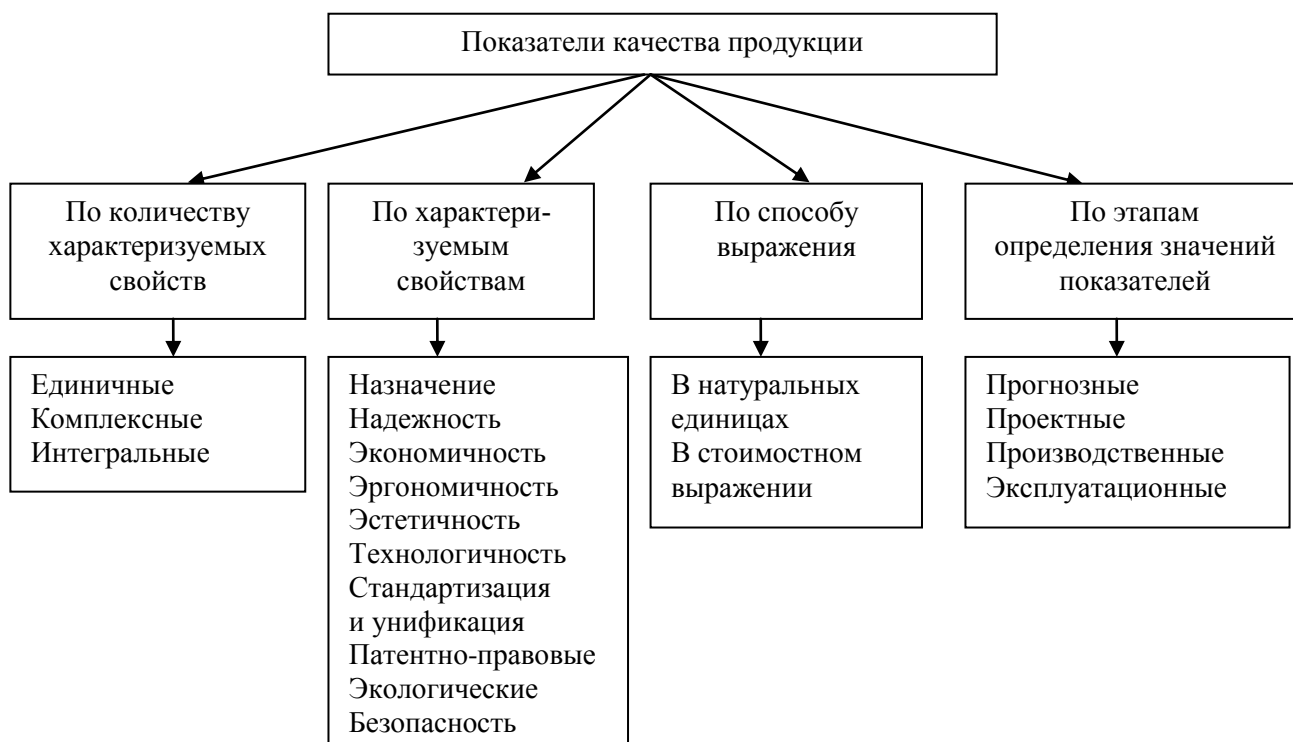 Показатели качества продукции
По количеству
характеризуемых
свойств
По характери-
зуемым
свойствам
По способу
выражения
По этапам
определения значений
показателей
Единичные
Комплексные
Интегральные
Назначение
Надежность
Экономичность
Эргономичность
Эстетичность
Технологичность
Стандартизация
и унификация
Патентно-правовые
Экологические
Безопасность
В натуральных
единицах
В стоимостном
выражении
Прогнозные
Проектные
Производственные
Эксплуатационные